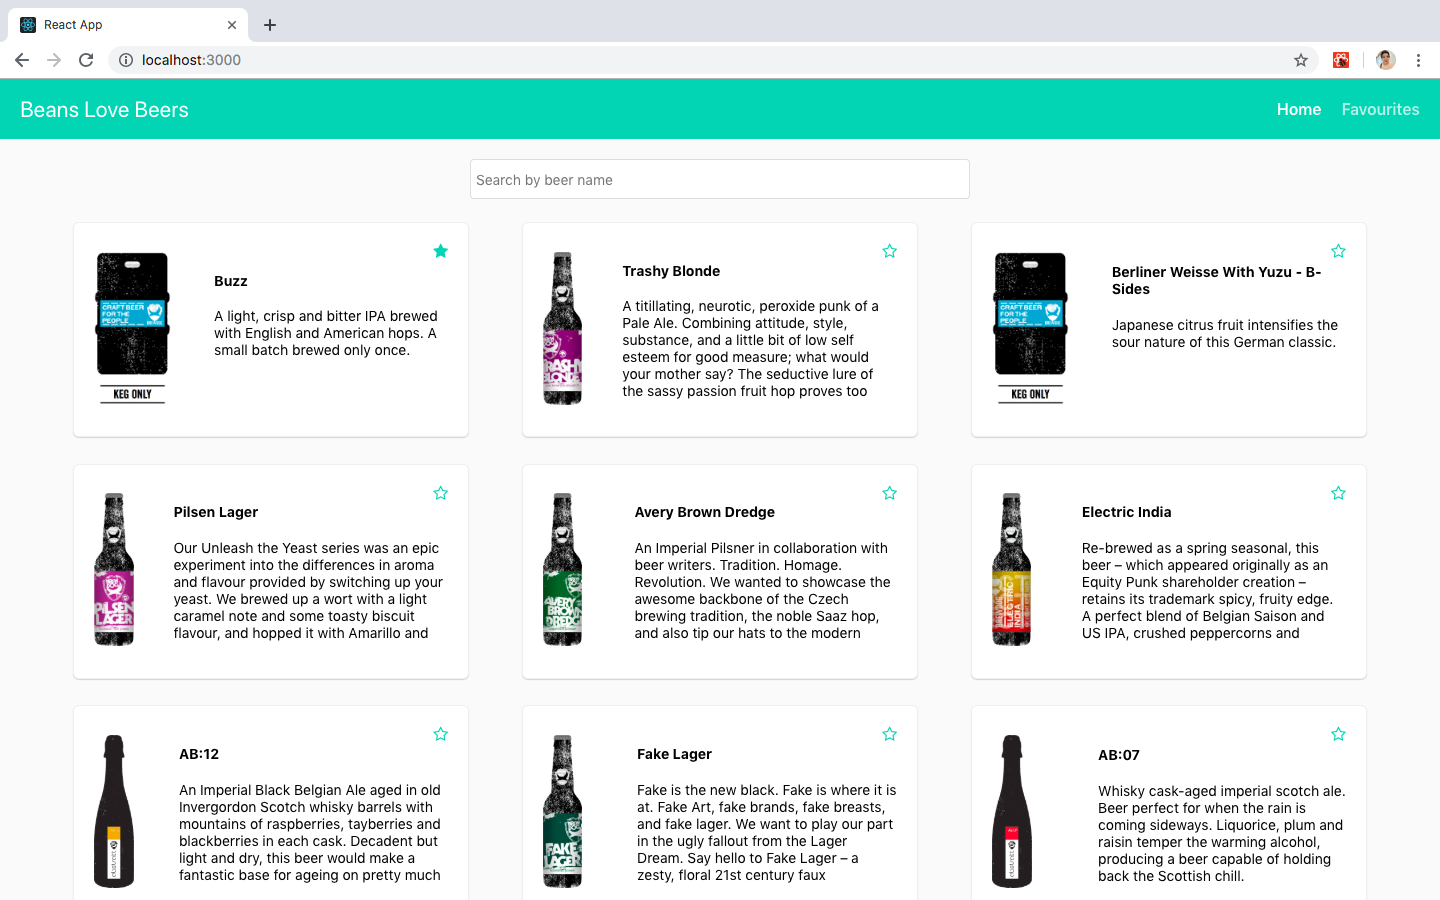 React App
localhost:3000
Beans Love Beers
Home
Favourites
Search by beer name
CRAFT BEER
FOR THE
PEOPLE
KEG ONLY
Buzz
A light, crisp and bitter IPA brewed
with English and American hops. A
small batch brewed only once.
TRASHY
BLONDE
Trashy Blonde
A titillating, neurotic, peroxide punk of a
Pale Ale. Combining attitude, style,
substance, and a little bit of low self
esteem for good measure; what would
your mother say? The seductive lure of
the sassy passion fruit hop proves too
CRAFT BEER
FOR THE
PEOPLE
KEG ONLY
Berliner Weisse With Yuzu - B-
Sides
Japanese citrus fruit intensifies the
sour nature of this German classic.
PILSEN
LAGER
Pilsen Lager
Our Unleash the Yeast series was an epic
experiment into the differences in aroma
and flavour provided by switching up your
yeast. We brewed up a wort with a light
caramel note and some toasty biscuit
flavour, and hopped it with Amarillo and
AVERY
BROWN
DREDGE
Avery Brown Dredge
An Imperial Pilsner in collaboration with
beer writers. Tradition. Homage.
Revolution. We wanted to showcase the
awesome backbone of the Czech
brewing tradition, the noble Saaz hop,
and also tip our hats to the modern
ELECTRIC
INDIA
Electric India
Re-brewed as a spring seasonal, this
beer – which appeared originally as an
Equity Punk shareholder creation –
retains its trademark spicy, fruity edge.
A perfect blend of Belgian Saison and
US IPA, crushed peppercorns and
AB:12
An Imperial Black Belgian Ale aged in old
Invergordon Scotch whisky barrels with
mountains of raspberries, tayberries and
blackberries in each cask. Decadent but
light and dry, this beer would make a
fantastic base for ageing on pretty much
FAKE
LAGER
Fake Lager
Fake is the new black. Fake is where it is
at. Fake Art, fake brands, fake breasts,
and fake lager. We want to play our part
in the ugly fallout from the Lager
Dream. Say hello to Fake Lager – a
zesty, floral 21st century faux
AB:07
Whisky cask-aged imperial scotch ale.
Beer perfect for when the rain is
coming sideways. Liquorice, plum and
raisin temper the warming alcohol,
producing a beer capable of holding
back the Scottish chill.